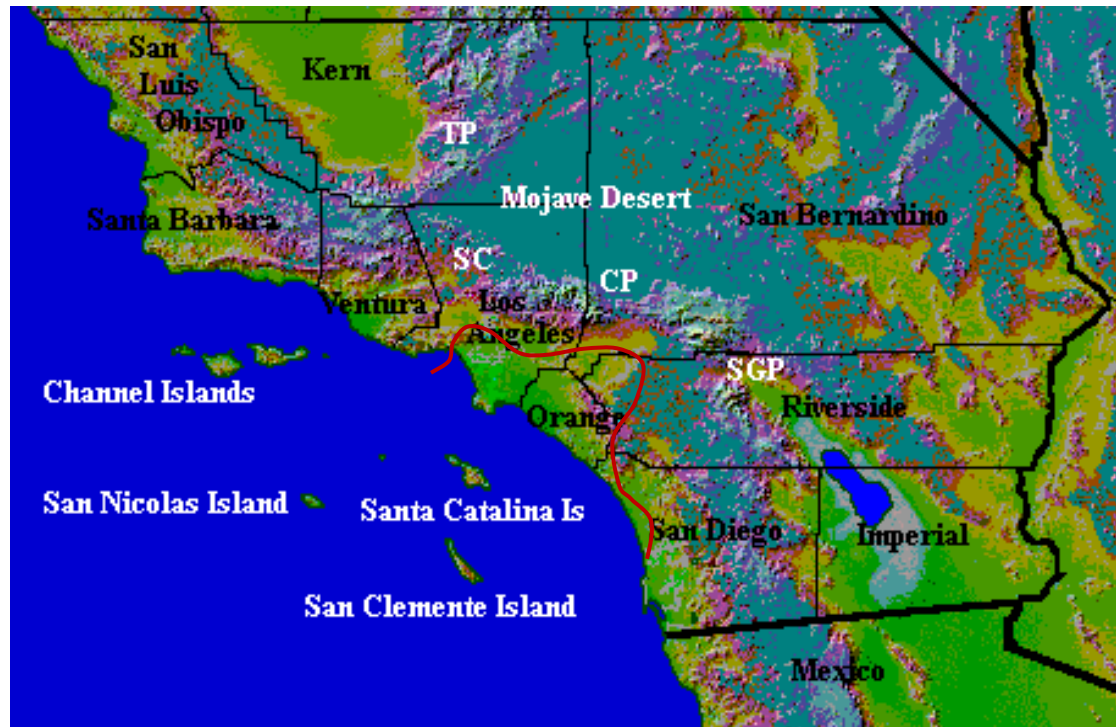 San
Luis
Obispo
Kern
TP
Mojave Desert
San Bernardino
Santa Barbara
SC
CP
Ventura
Los
Angeles
SGP
Channel Islands
Orange
Riverside
San Nicolas Island
Santa Catalina Is
San Diego
Imperial
San Clemente Island
Mexico